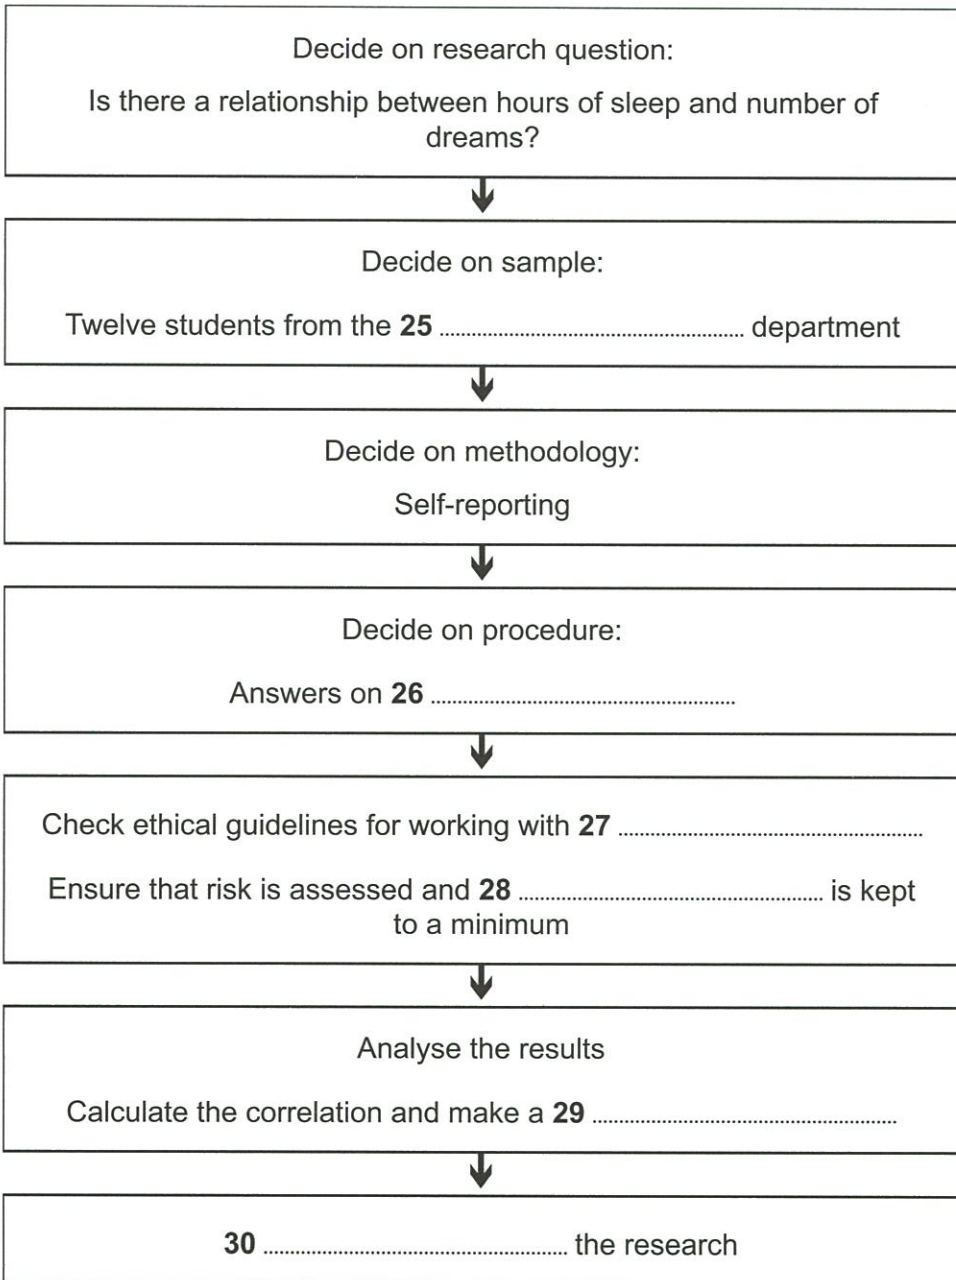 Decide on research question:
Is there a relationship between hours of sleep and number of
dreams?
Decide on sample:
Twelve students from the 25 ........................................ department
Decide on methodology:
Self-reporting
Decide on procedure:
Answers on 26 ........................................
Check ethical guidelines for working with 27 ........................................
Ensure that risk is assessed and 28 ........................................ is kept
to a minimum
Analyse the results
Calculate the correlation and make a 29 ........................................
30 ........................................ the research